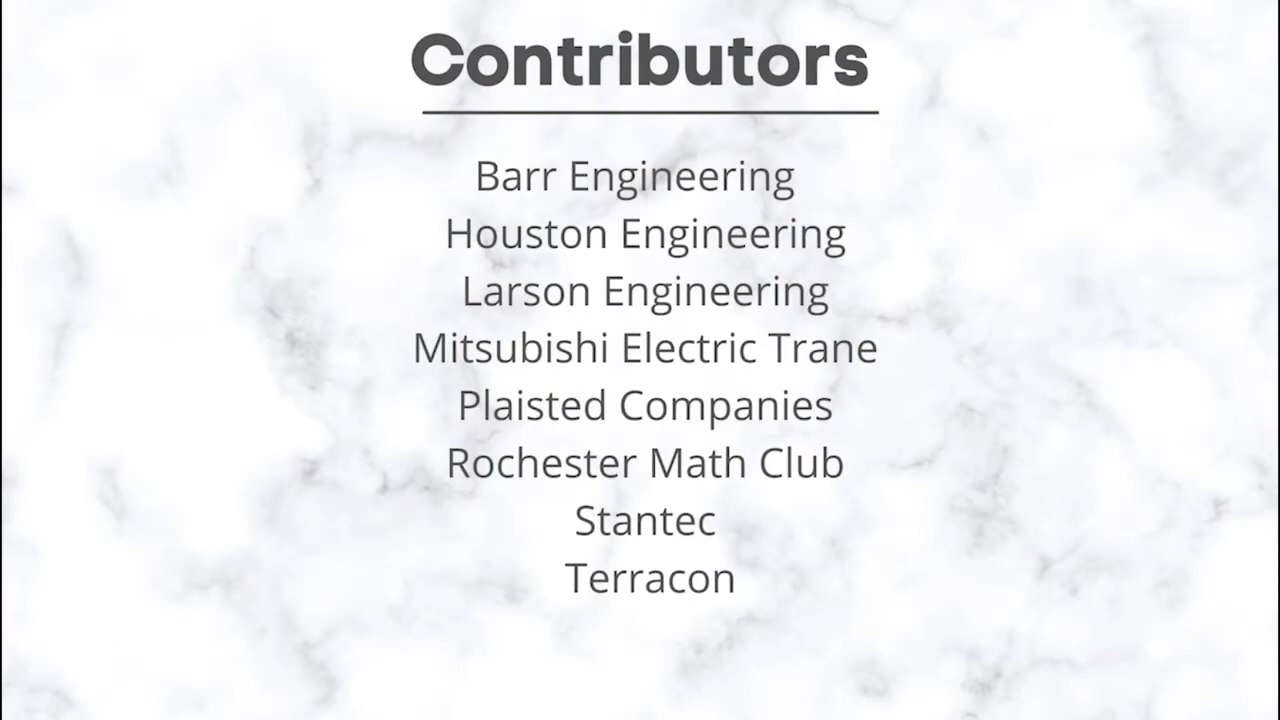 Contributors
Barr Engineering
Houston Engineering
Larson Engineering
Mitsubishi Electric Trane
Plaisted Companies
Rochester Math Club
Stantec
Terracon